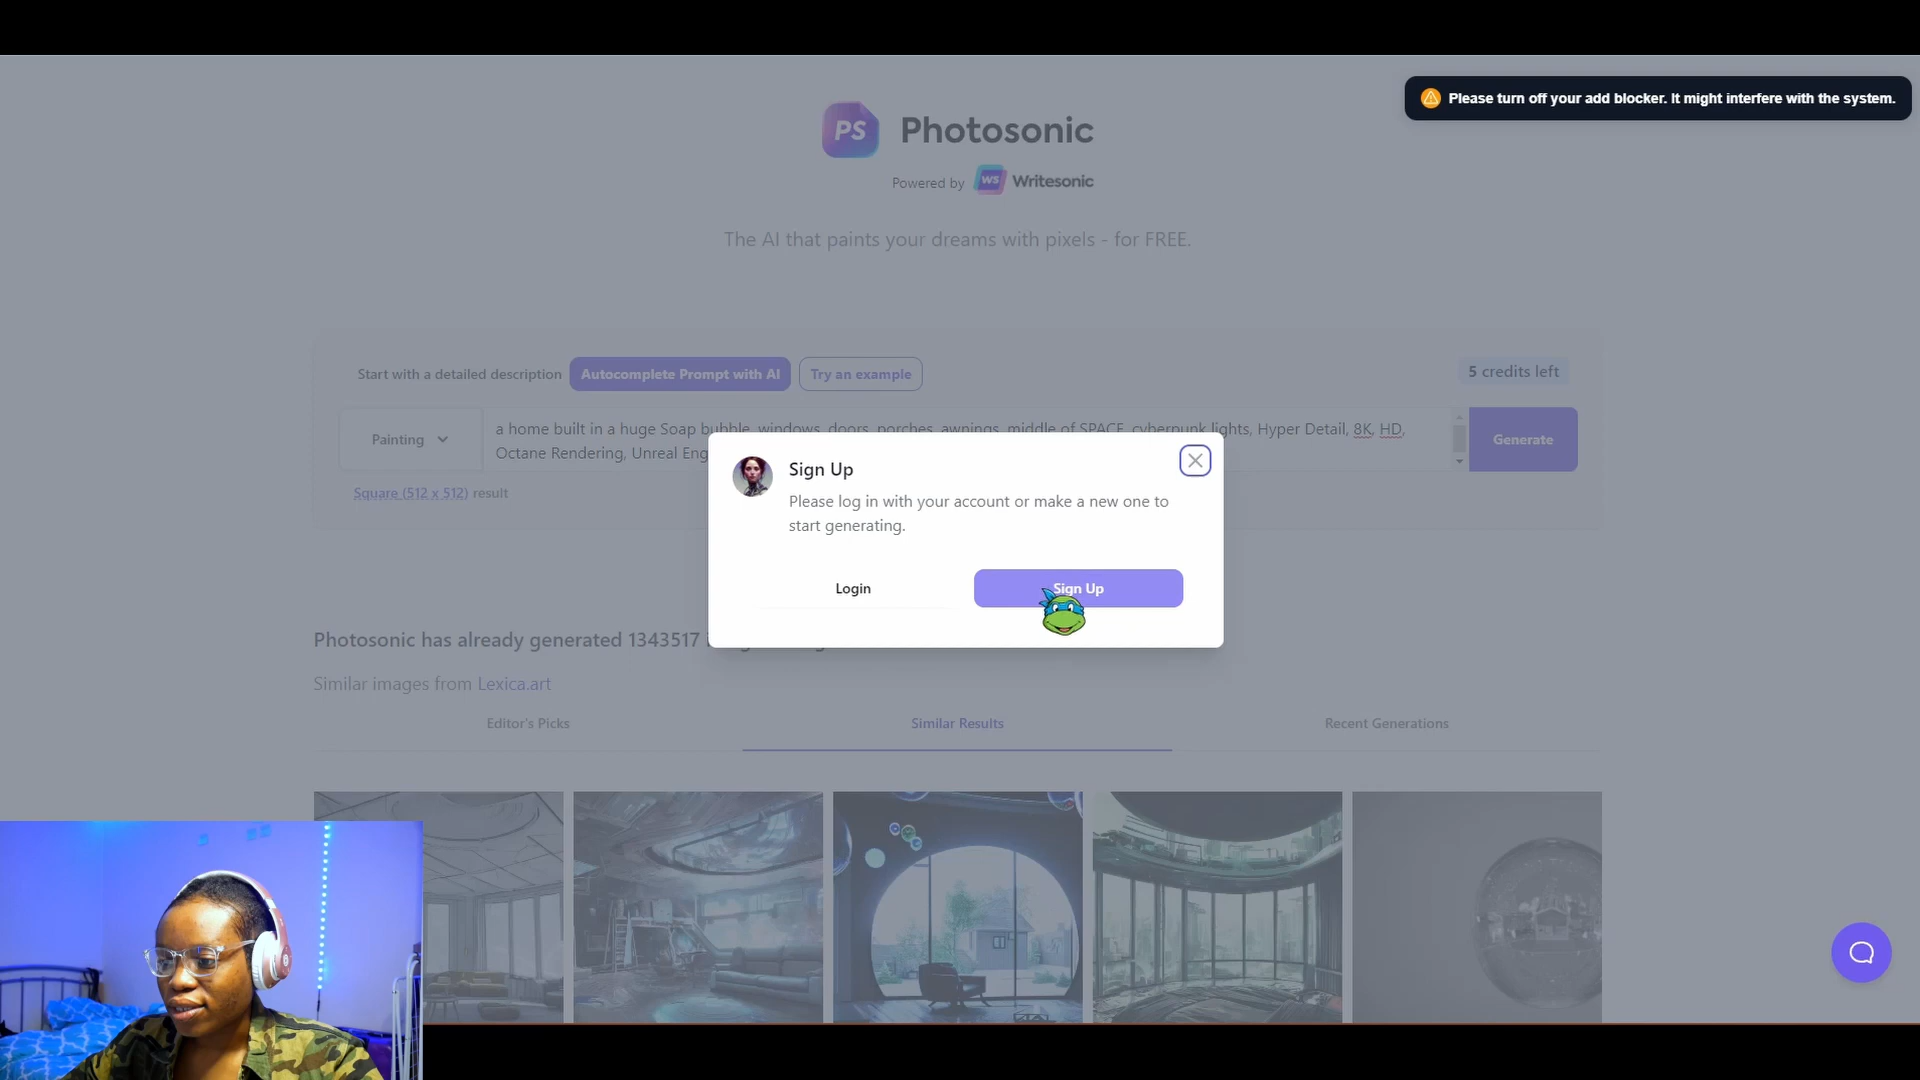 Please turn off your add blocker. It might interfere with the system.
PS Photosonic
Powered by WS Writesonic
The AI that paints your dreams with pixels - for FREE.
Start with a detailed description Autocomplete Prompt with AI Try an example 5 credits left
Painting
a home built in a huge Soap bubble, windows, doors, porches, awnings, middle of SPACE, cyberpunk lights, Hyper Detail, 8K, HD,
Octane Rendering, Unreal Eng
Generate
Square (512 x 512) result
Sign Up
Please log in with your account or make a new one to
start generating.
Login Sign Up
Photosonic has already generated 1343517
Similar images from Lexica.art
Editor's Picks Similar Results Recent Generations